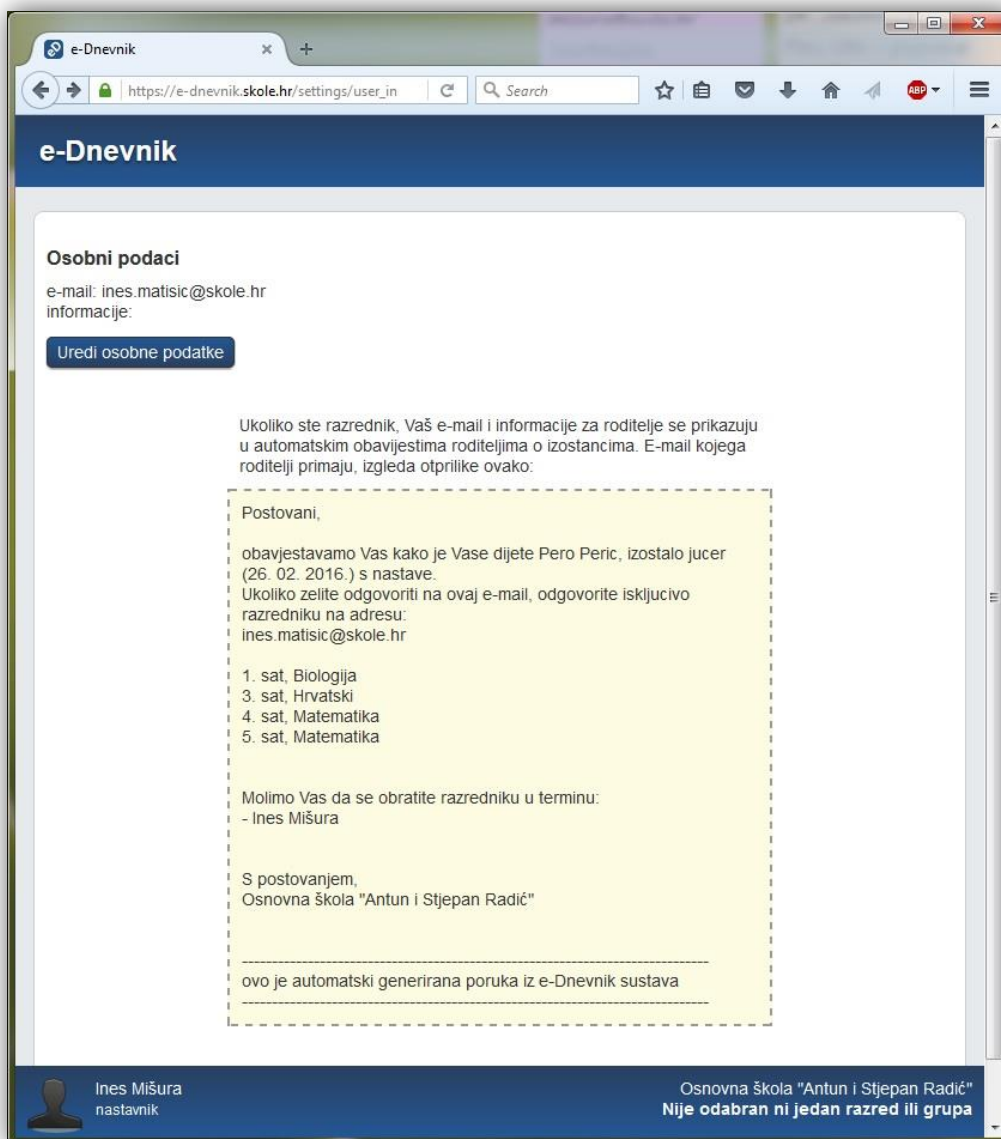 e-Dnevnik
https://e-dnevnik.skole.hr/settings/user_in
Search
ABP
e-Dnevnik
Osobni podaci
e-mail: ines.matisic@skole.hr
informacije:
Uredi osobne podatke
Ukoliko ste razrednik, Vaš e-mail i informacije za roditelje se prikazuju
u automatskim obavijestima roditeljima o izostancima. E-mail kojega
roditelji primaju, izgleda otprilike ovako:
Postovani,
obavjestavamo Vas kako je Vase dijete Pero Peric, izostalo jucer
(26. 02. 2016.) s nastave.
Ukoliko zelite odgovoriti na ovaj e-mail, odgovorite iskljucivo
razredniku na adresu:
ines.matisic@skole.hr
1. sat, Biologija
3. sat, Hrvatski
4. sat, Matematika
5. sat, Matematika
Molimo Vas da se obratite razredniku u terminu:
- Ines Mišura
S postovanjem,
Osnovna škola "Antun i Stjepan Radić"
------------------------------------------------------------------------------
ovo je automatski generirana poruka iz e-Dnevnik sustava
------------------------------------------------------------------------------
Ines Mišura
nastavnik
Osnovna škola "Antun i Stjepan Radić"
Nije odabran ni jedan razred ili grupa